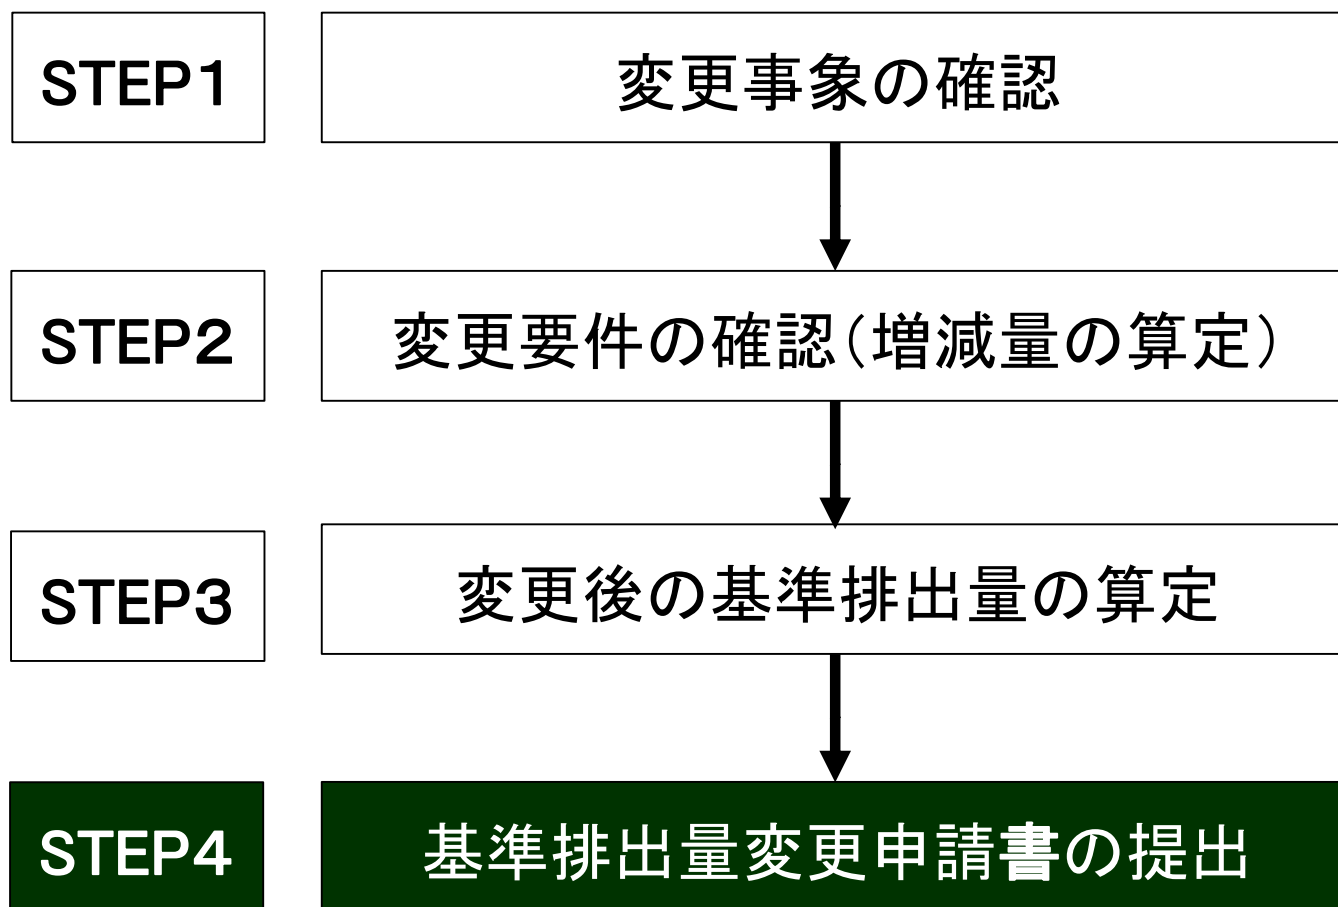 STEP1
変更事象の確認
STEP2
変更要件の確認（増減量の算定）
STEP3
変更後の基準排出量の算定
STEP4
基準排出量変更申請書の提出